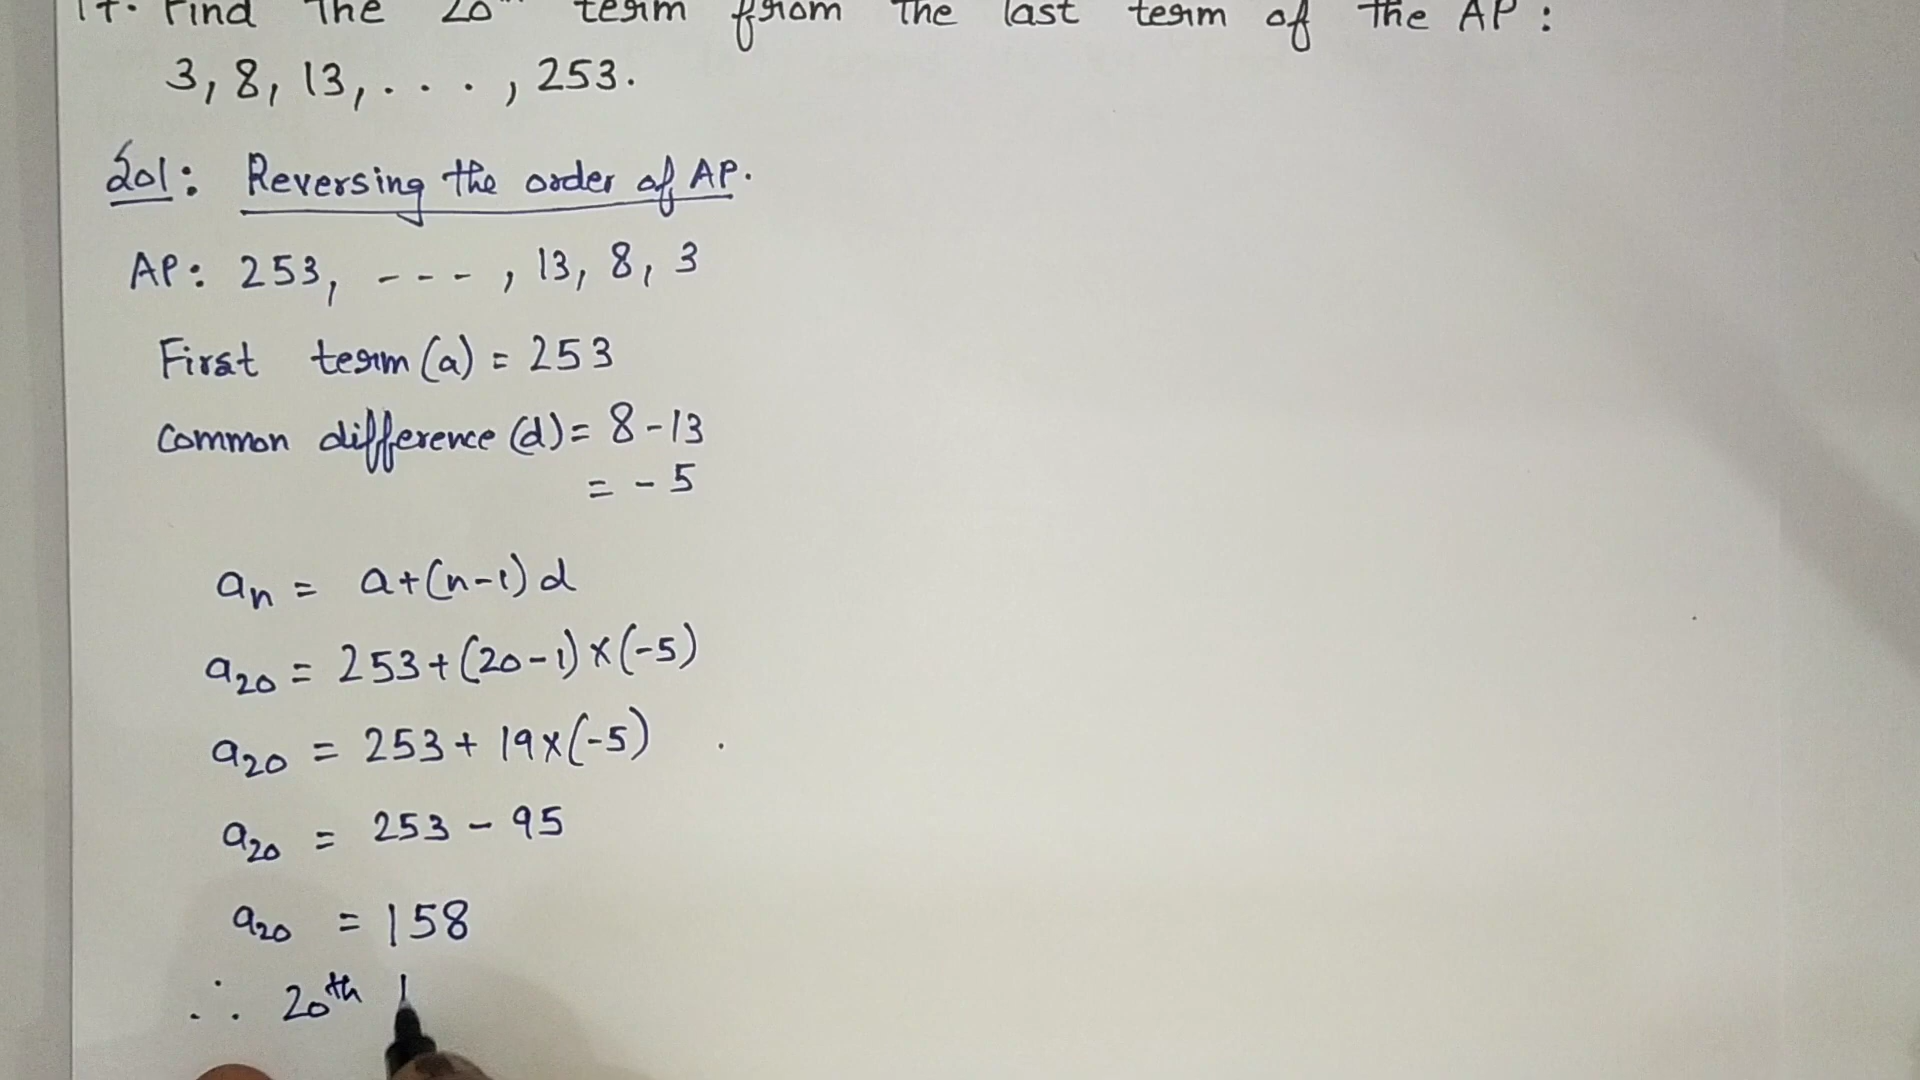 17. Find the 20th term from the last term of the AP :
3, 8, 13, . . . , 253.
Sol: Reversing the order of AP.
AP: 253, - - - , 13, 8, 3
First term (a) = 253
Common difference (d) = 8 - 13
= - 5
an = a+(n-1) d
a20 = 253+(20-1)×(-5)
a20 = 253+ 19×(-5)
a20 = 253 - 95
a20 = 158
∴ 20th